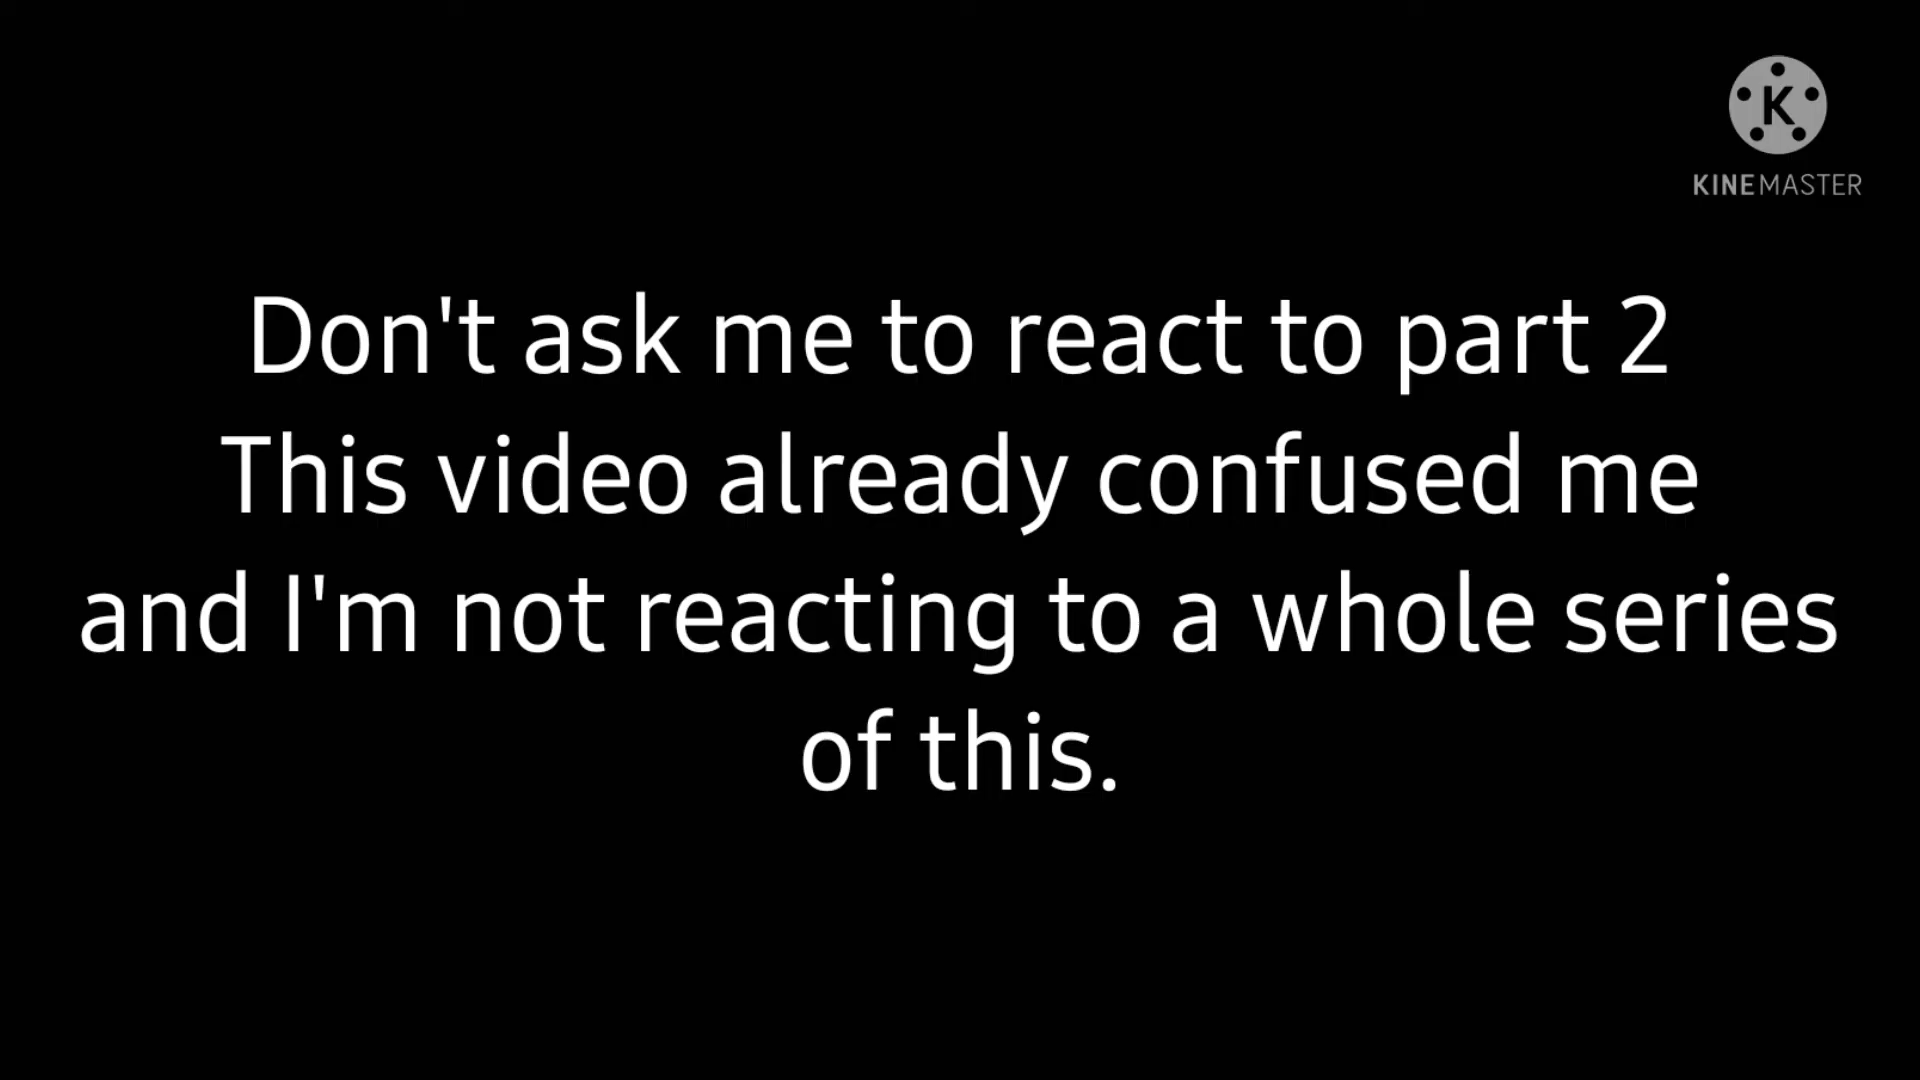 K
KINEMASTER
Don't ask me to react to part 2
This video already confused me
and I'm not reacting to a whole series
of this.